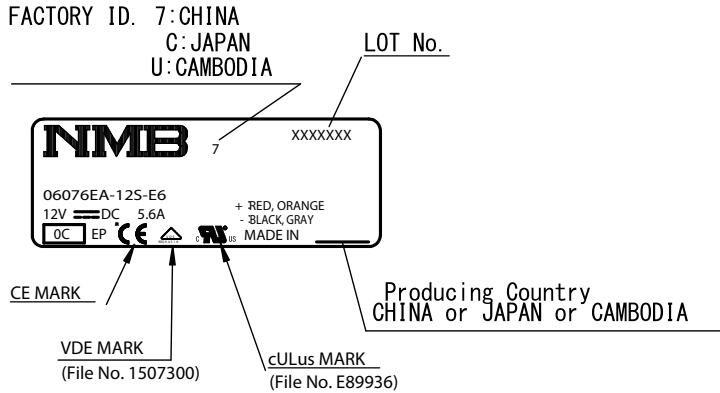 FACTORY ID. 7:CHINA
C:JAPAN
U:CAMBODIA
LOT No.
NMB
7
XXXXXXX
06076EA-12S-E6
12V DC 5.6A
+ RED, ORANGE
- BLACK, GRAY
0C EP CE
c US
MADE IN
CE MARK
Producing Country
CHINA or JAPAN or CAMBODIA
VDE MARK
(File No. 1507300)
cULus MARK
(File No. E89936)